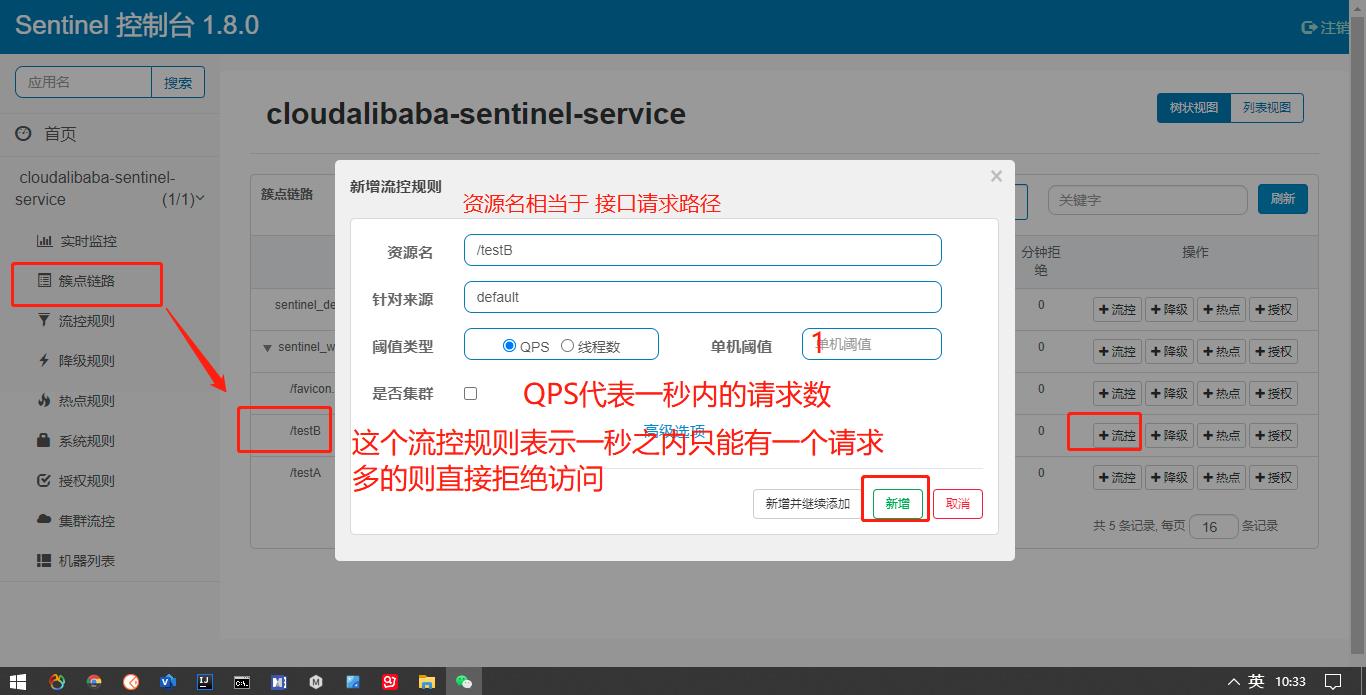 Sentinel 控制台 1.8.0
注销
应用名
搜索
首页
cloudalibaba-sentinel-
service
(1/1)
实时监控
簇点链路
流控规则
降级规则
热点规则
系统规则
授权规则
集群流控
机器列表
cloudalibaba-sentinel-service
树状视图
列表视图
簇点链路
关键字
刷新
分钟拒
绝
操作
sentinel_de
0
流控
降级
热点
授权
sentinel_w
0
流控
降级
热点
授权
/favicon.
0
流控
降级
热点
授权
/testB
0
流控
降级
热点
授权
/testA
0
流控
降级
热点
授权
共 5 条记录, 每页
16
条记录
新增流控规则
×
资源名相当于 接口请求路径
资源名
/testB
针对来源
default
阈值类型
QPS
线程数
单机阈值
单机阈值
1
是否集群
QPS代表一秒内的请求数
高级选项
这个流控规则表示一秒之内只能有一个请求
多的则直接拒绝访问
新增并继续添加
新增
取消
英
10:33